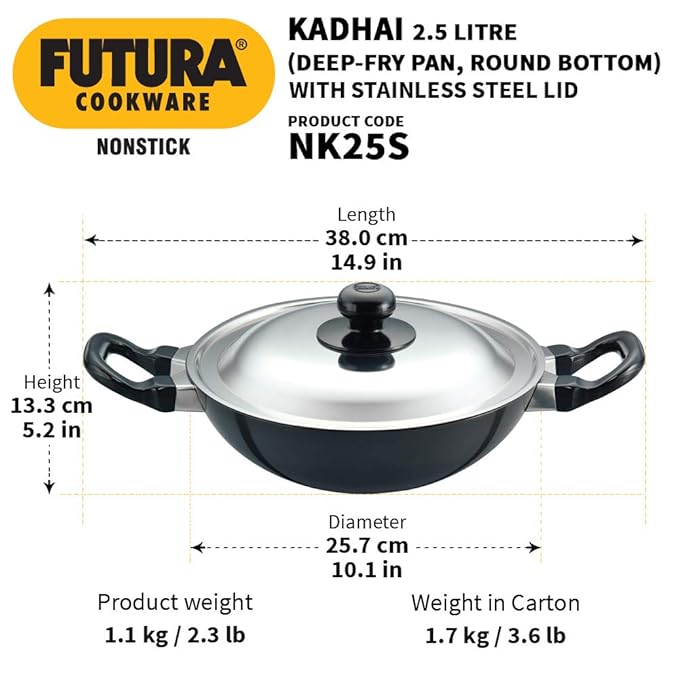 FUTURA®
COOKWARE
NONSTICK
KADHAI 2.5 LITRE
(DEEP-FRY PAN, ROUND BOTTOM)
WITH STAINLESS STEEL LID
PRODUCT CODE
NK25S
Length
38.0 cm
14.9 in
Height
13.3 cm
5.2 in
Diameter
25.7 cm
10.1 in
Product weight
1.1 kg / 2.3 lb
Weight in Carton
1.7 kg / 3.6 lb